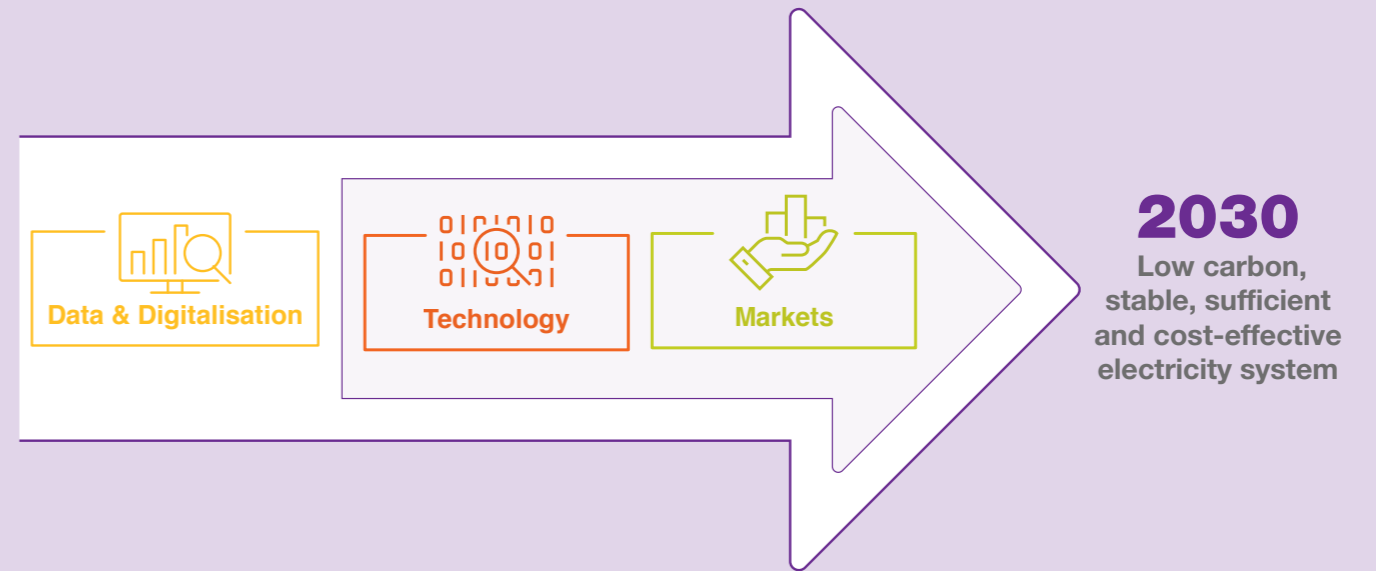 Data & Digitalisation
Technology
Markets
2030
Low carbon,
stable, sufficient
and cost-effective
electricity system